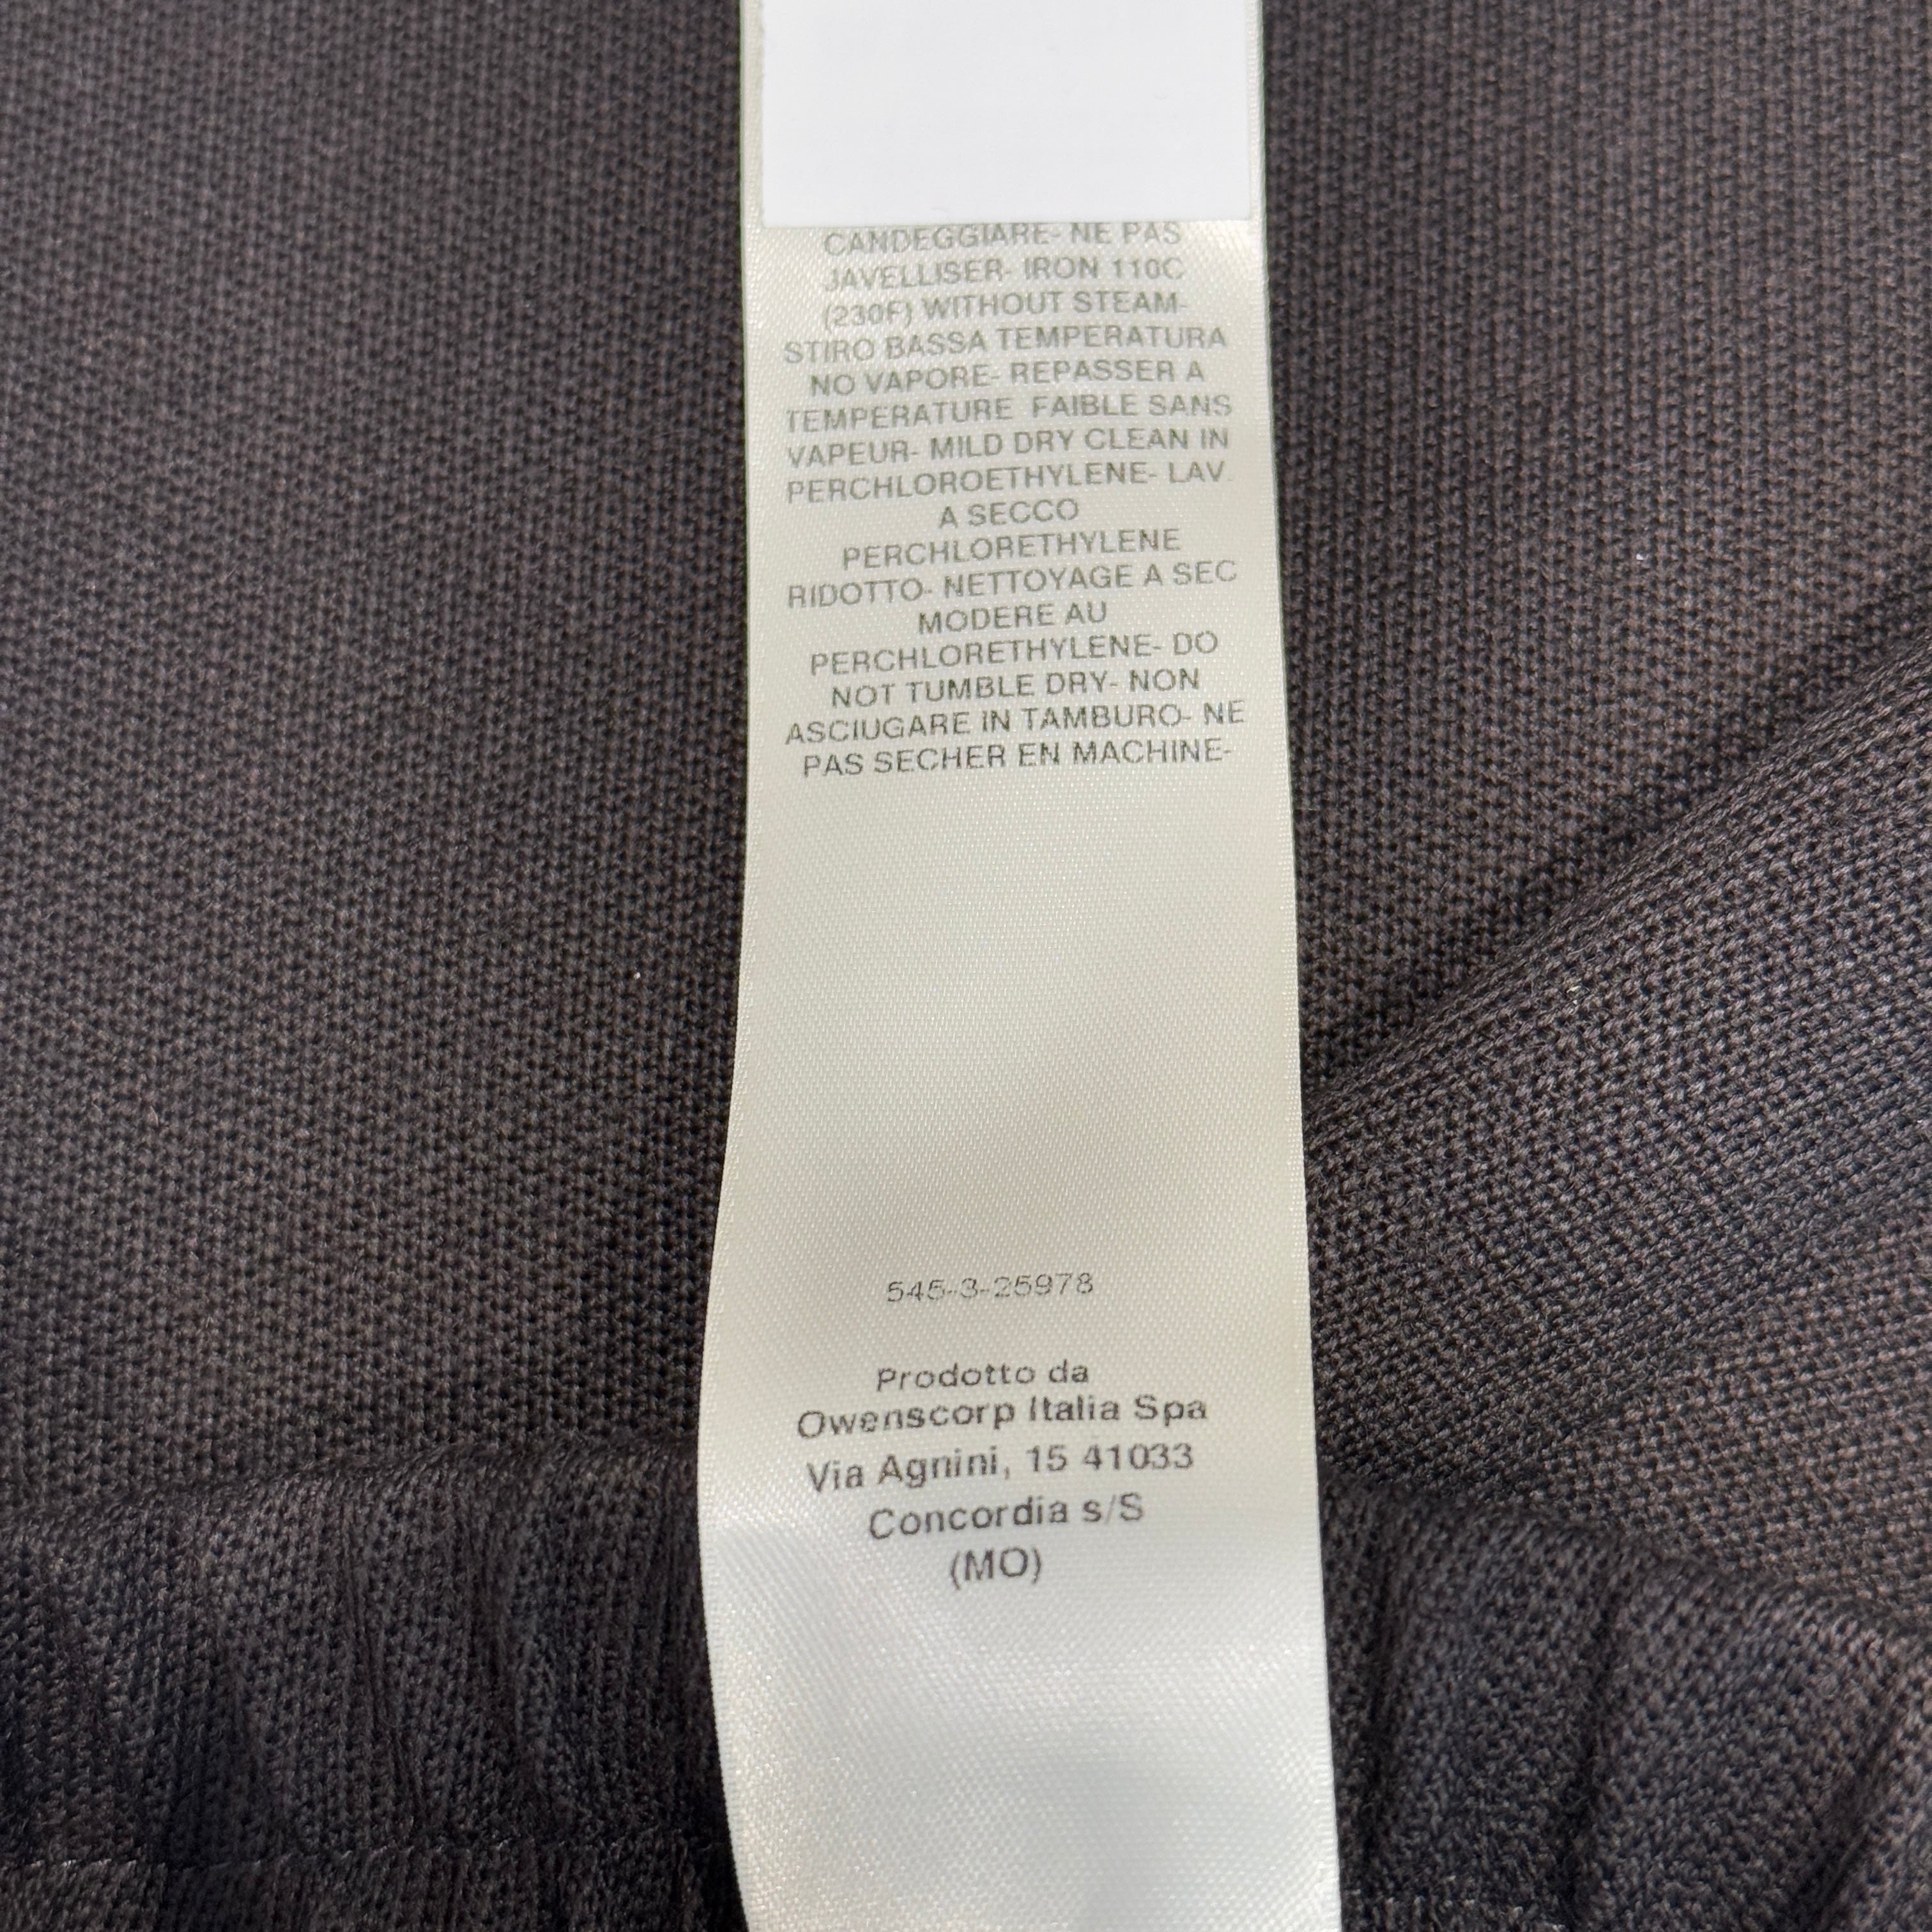 CANDEGGIARE- NE PAS
JAVELLISER- IRON 110C
(230F) WITHOUT STEAM-
STIRO BASSA TEMPERATURA
NO VAPORE- REPASSER A
TEMPERATURE FAIBLE SANS
VAPEUR- MILD DRY CLEAN IN
PERCHLOROETHYLENE- LAV.
A SECCO
PERCHLORETHYLENE
RIDOTTO- NETTOYAGE A SEC
MODERE AU
PERCHLORETHYLENE- DO
NOT TUMBLE DRY- NON
ASCIUGARE IN TAMBURO- NE
PAS SECHER EN MACHINE-
545-3-25978
Prodotto da
Owenscorp Italia Spa
Via Agnini, 15 41033
Concordia s/S
(MO)